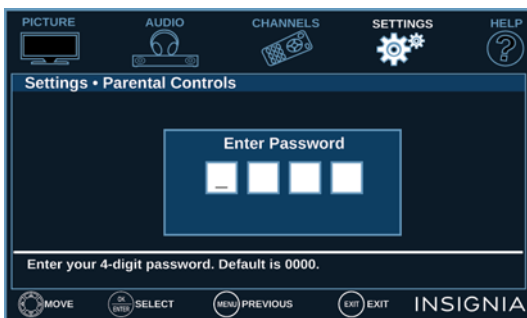 PICTURE AUDIO CHANNELS SETTINGS HELP
Settings • Parental Controls
Enter Password
_
Enter your 4-digit password. Default is 0000.
MOVE OK ENTER SELECT MENU PREVIOUS EXIT EXIT INSIGNIA